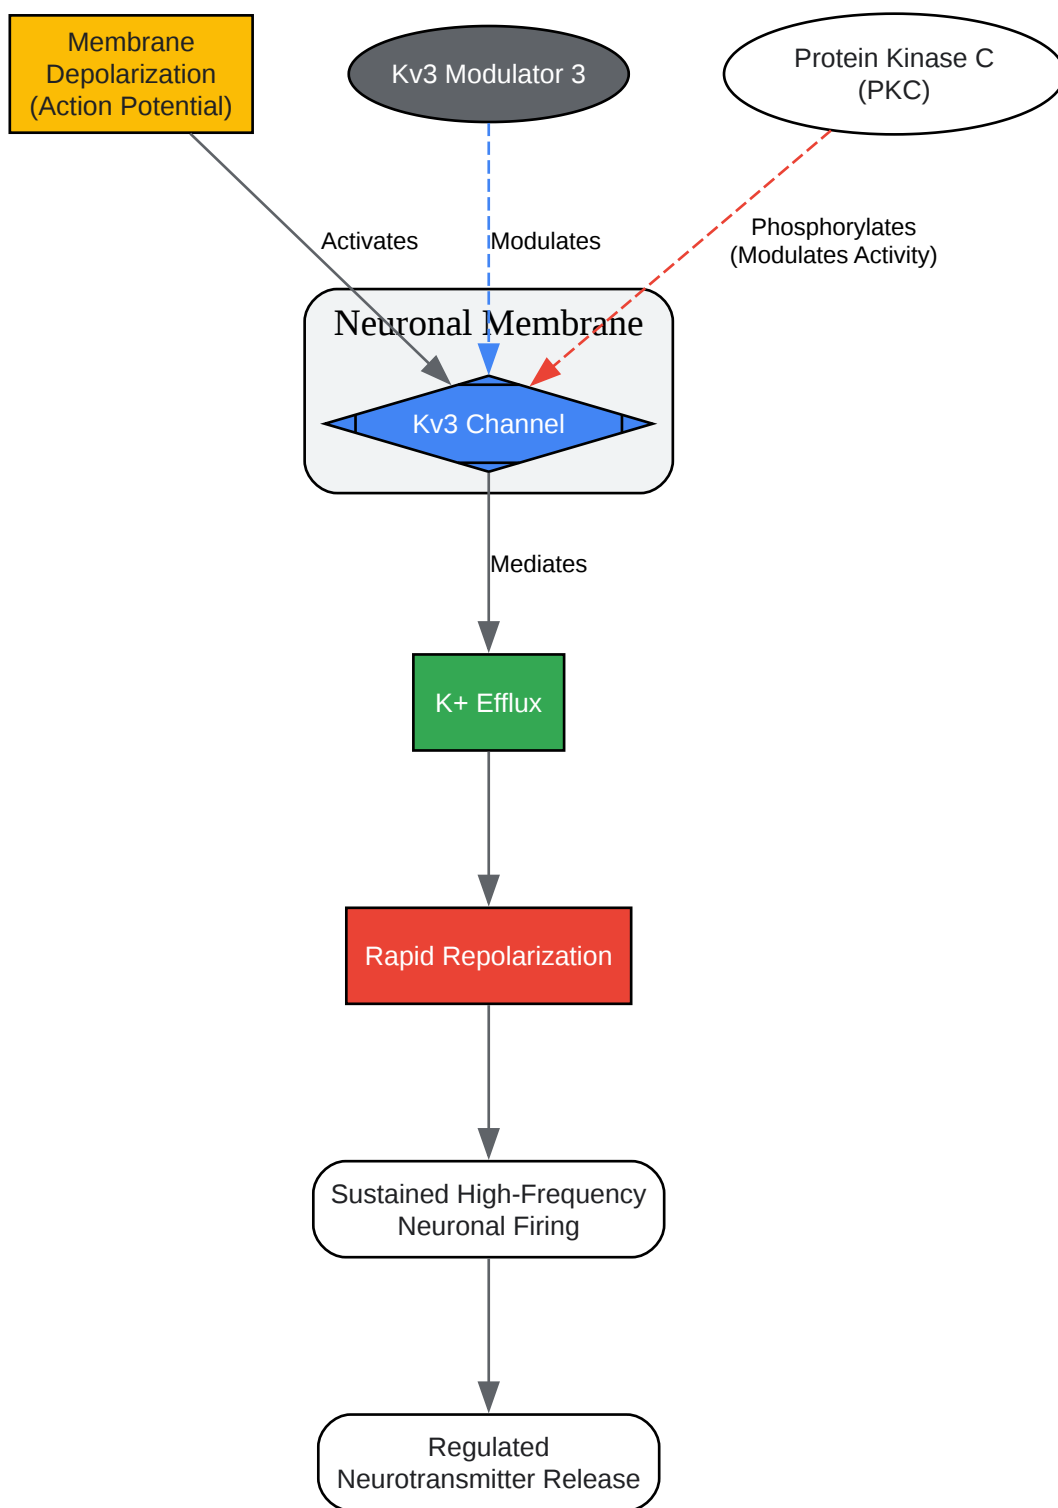 Membrane
Depolarization
(Action Potential)
Kv3 Modulator 3
Protein Kinase C
(PKC)
Activates
Modulates
Phosphorylates
(Modulates Activity)
Neuronal Membrane
Kv3 Channel
Mediates
K+ Efflux
Rapid Repolarization
Sustained High-Frequency
Neuronal Firing
Regulated
Neurotransmitter Release